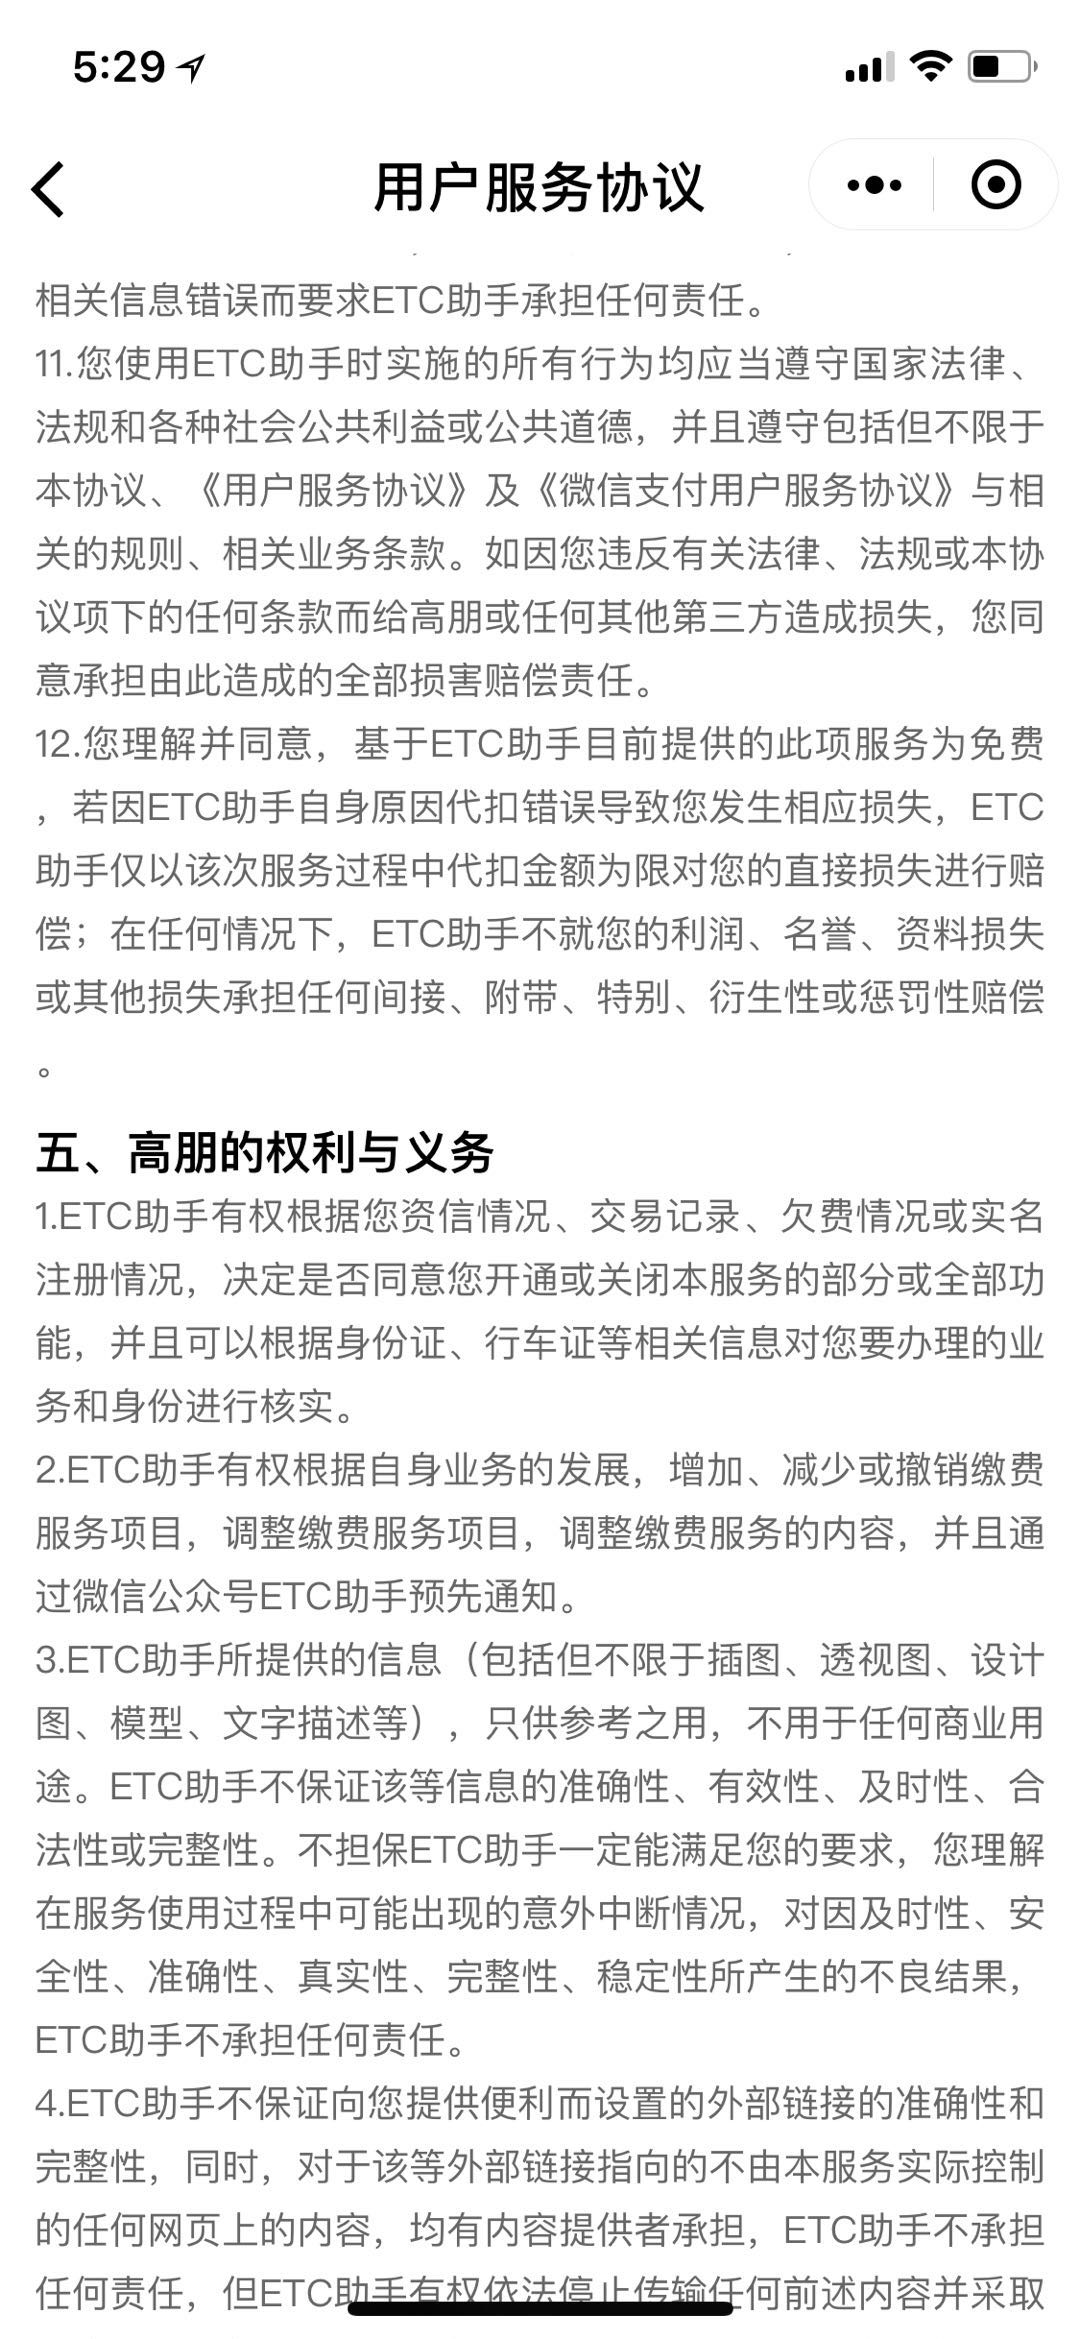 5:29
用户服务协议
相关信息错误而要求ETC助手承担任何责任。
11.您使用ETC助手时实施的所有行为均应当遵守国家法律、
法规和各种社会公共利益或公共道德，并且遵守包括但不限于
本协议、《用户服务协议》及《微信支付用户服务协议》与相
关的规则、相关业务条款。如因您违反有关法律、法规或本协
议项下的任何条款而给高朋或任何其他第三方造成损失，您同
意承担由此造成的全部损害赔偿责任。
12.您理解并同意，基于ETC助手目前提供的此项服务为免费
，若因ETC助手自身原因代扣错误导致您发生相应损失，ETC
助手仅以该次服务过程中代扣金额为限对您的直接损失进行赔
偿；在任何情况下，ETC助手不就您的利润、名誉、资料损失
或其他损失承担任何间接、附带、特别、衍生性或惩罚性赔偿
。
五、高朋的权利与义务
1.ETC助手有权根据您资信情况、交易记录、欠费情况或实名
注册情况，决定是否同意您开通或关闭本服务的部分或全部功
能，并且可以根据身份证、行车证等相关信息对您要办理的业
务和身份进行核实。
2.ETC助手有权根据自身业务的发展，增加、减少或撤销缴费
服务项目，调整缴费服务项目，调整缴费服务的内容，并且通
过微信公众号ETC助手预先通知。
3.ETC助手所提供的信息（包括但不限于插图、透视图、设计
图、模型、文字描述等），只供参考之用，不用于任何商业用
途。ETC助手不保证该等信息的准确性、有效性、及时性、合
法性或完整性。不担保ETC助手一定能满足您的要求，您理解
在服务使用过程中可能出现的意外中断情况，对因及时性、安
全性、准确性、真实性、完整性、稳定性所产生的不良结果，
ETC助手不承担任何责任。
4.ETC助手不保证向您提供便利而设置的外部链接的准确性和
完整性，同时，对于该等外部链接指向的不由本服务实际控制
的任何网页上的内容，均有内容提供者承担，ETC助手不承担
任何责任，但ETC助手有权依法停止传输任何前述内容并采取